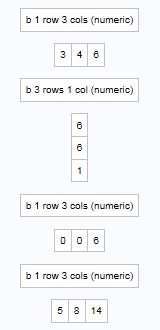 b 1 row 3 cols (numeric)
3 4 6
b 3 rows 1 col (numeric)
6
6
1
b 1 row 3 cols (numeric)
0 0 6
b 1 row 3 cols (numeric)
5 8 14